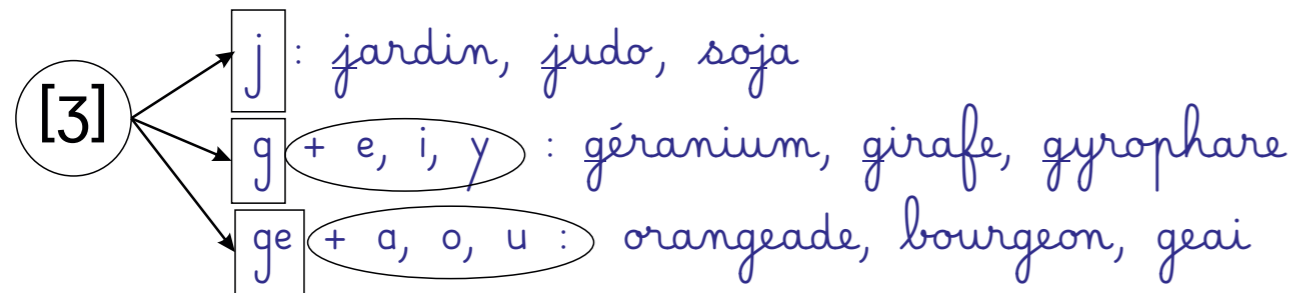 [ʒ]
j : jardin, judo, soja
g + e, i, y : géranium, girafe, gyrophare
ge + a, o, u : orangeade, bourgeon, geai